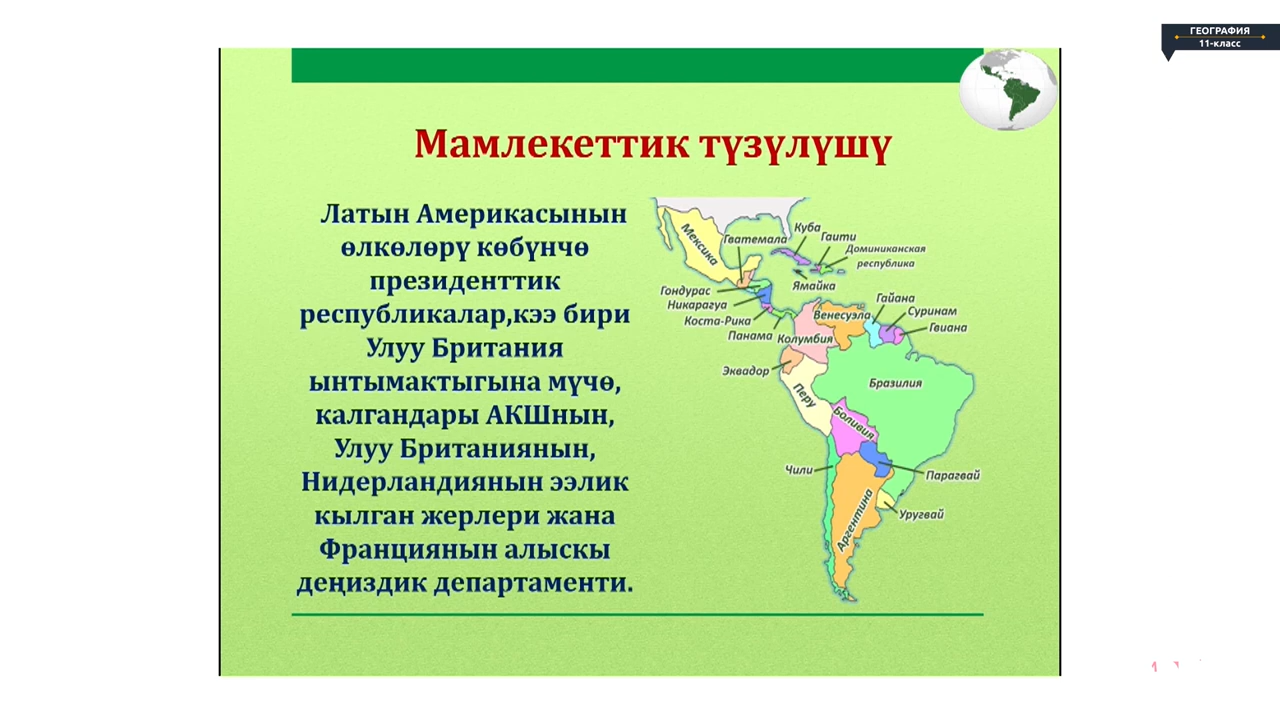 ГЕОГРАФИЯ
11-класс
Мамлекеттик түзүлүшү
Латын Америкасынын
өлкөлөрү көбүнчө
президенттик
республикалар,кээ бири
Улуу Британия
ынтымактыгына мүчө,
калгандары АКШнын,
Улуу Британиянын,
Нидерландиянын ээлик
кылган жерлери жана
Франциянын алыскы
деңиздик департаменти.
Мексика
Гватемала
Куба
Гаити
Доминиканская
республика
Ямайка
Гондурас
Никарагуа
Коста-Рика
Панама
Колумбия
Венесуэла
Гайана
Суринам
Гвиана
Эквадор
Перу
Бразилия
Боливия
Чили
Парагвай
Аргентина
Уругвай